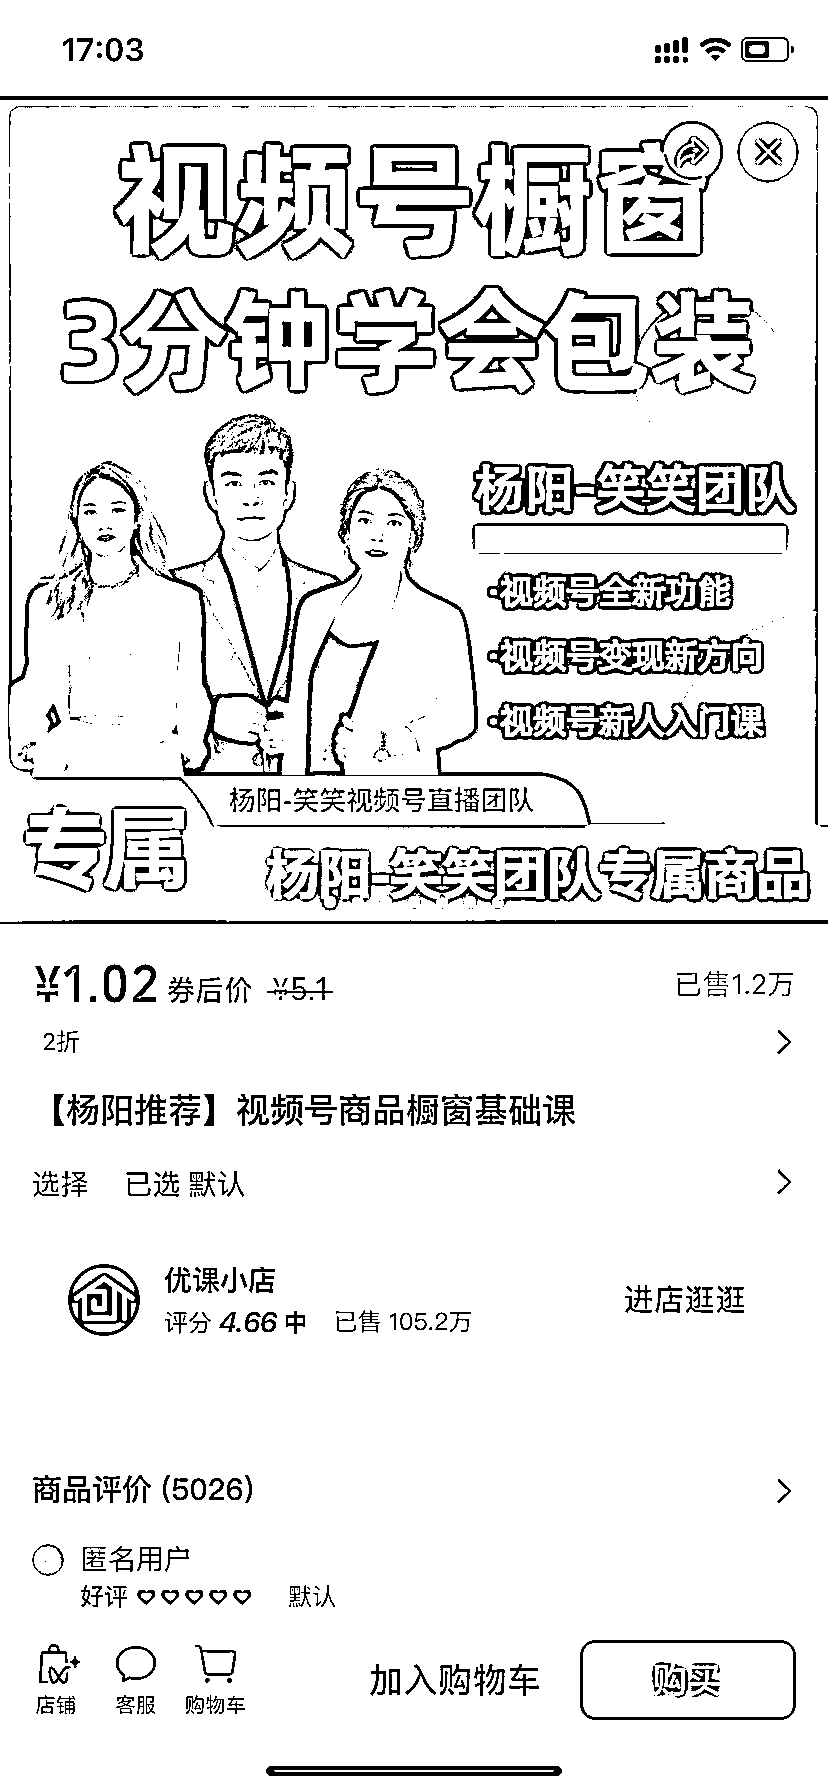 17:03
视频号橱窗
3分钟学会包装
杨阳-笑笑团队
·视频号全新功能
·视频号变现新方向
·视频号新人入门课
杨阳-笑笑视频号直播团队
专属
杨阳-笑笑团队专属商品
¥1.02 券后价 ¥5.1 已售1.2万
2折
【杨阳推荐】视频号商品橱窗基础课
选择 已选 默认
优课小店
评分 4.66 中 已售 105.2万
进店逛逛
商品评价 (5026)
匿名用户
好评 默认
店铺 客服 购物车
加入购物车
购买